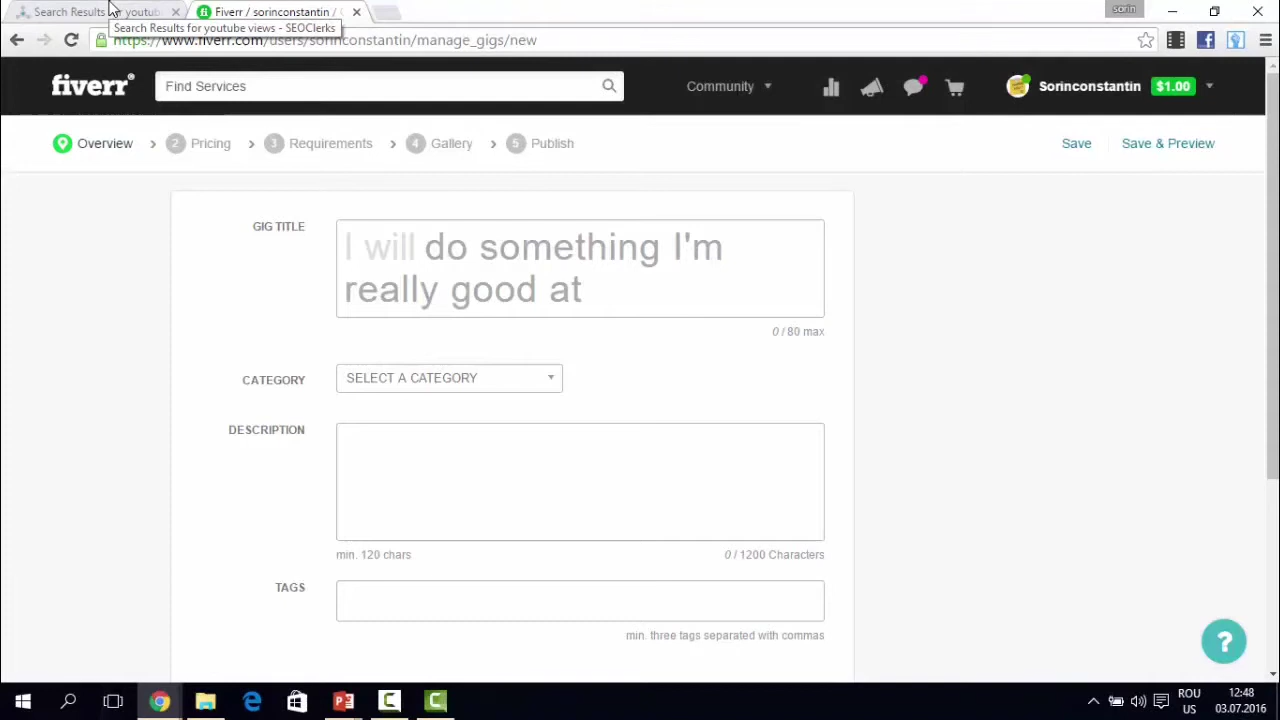 Search Results
youtub
Fiverr / sorinconstantin /
sorin
Search Results for youtube views - SEOClerks
https://www.fiverr.com/users/sorinconstantin/manage_gigs/new
fiverr®
Find Services
Community
Sorinconstantin
$1.00
Overview
2 Pricing
3 Requirements
4 Gallery
5 Publish
Save
Save & Preview
GIG TITLE
I will do something I'm
really good at
0 / 80 max
CATEGORY
SELECT A CATEGORY
DESCRIPTION
min. 120 chars
0 / 1200 Characters
TAGS
min. three tags separated with commas
?
ROU
US
12:48
03.07.2016